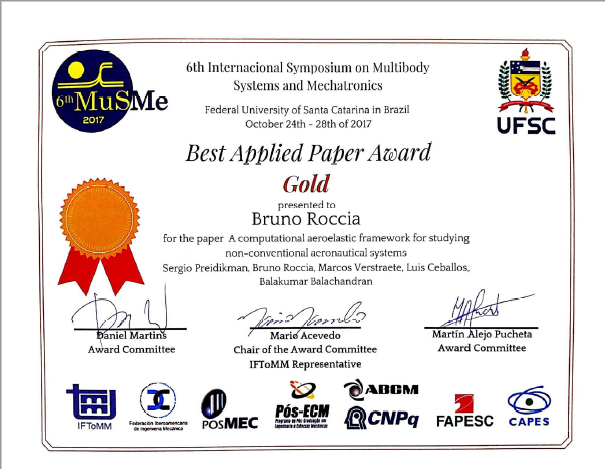 6th Internacional Symposium on Multibody
Systems and Mechatronics
6th MuSMe
2017
Federal University of Santa Catarina in Brazil
October 24th - 28th of 2017
UFSC
Best Applied Paper Award
Gold
presented to
Bruno Roccia
for the paper A computational aeroelastic framework for studying
non-conventional aeronautical systems
Sergio Preidikman, Bruno Roccia, Marcos Verstraete, Luis Ceballos,
Balakumar Balachandran
Daniel Martins
Award Committee
Mario Acevedo
Chair of the Award Committee
IFToMM Representative
Martín Alejo Pucheta
Award Committee
IFToMM
Federación Iberoamericana
de Ingeniería Mecánica
POSMEC
Pós-ECM
Programa de Pós-Graduação em
Engenharia e Ciências Mecânicas
ABCM
CNPq
FAPESC
CAPES